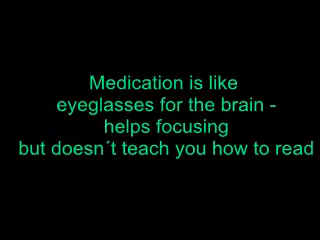 Medication is like
eyeglasses for the brain -
helps focusing
but doesn´t teach you how to read